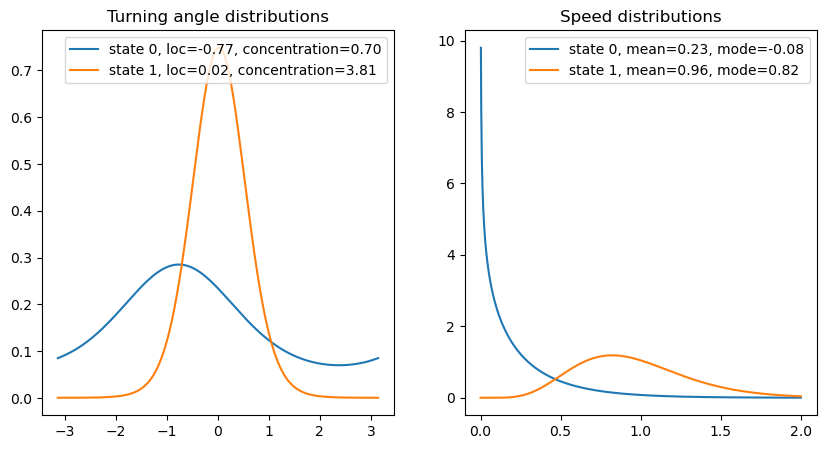 Turning angle distributions
state 0, loc=-0.77, concentration=0.70
state 1, loc=0.02, concentration=3.81
0.7
0.6
0.5
0.4
0.3
0.2
0.1
0.0
−3 −2 −1 0 1 2 3
Speed distributions
state 0, mean=0.23, mode=-0.08
state 1, mean=0.96, mode=0.82
10
8
6
4
2
0
0.0 0.5 1.0 1.5 2.0